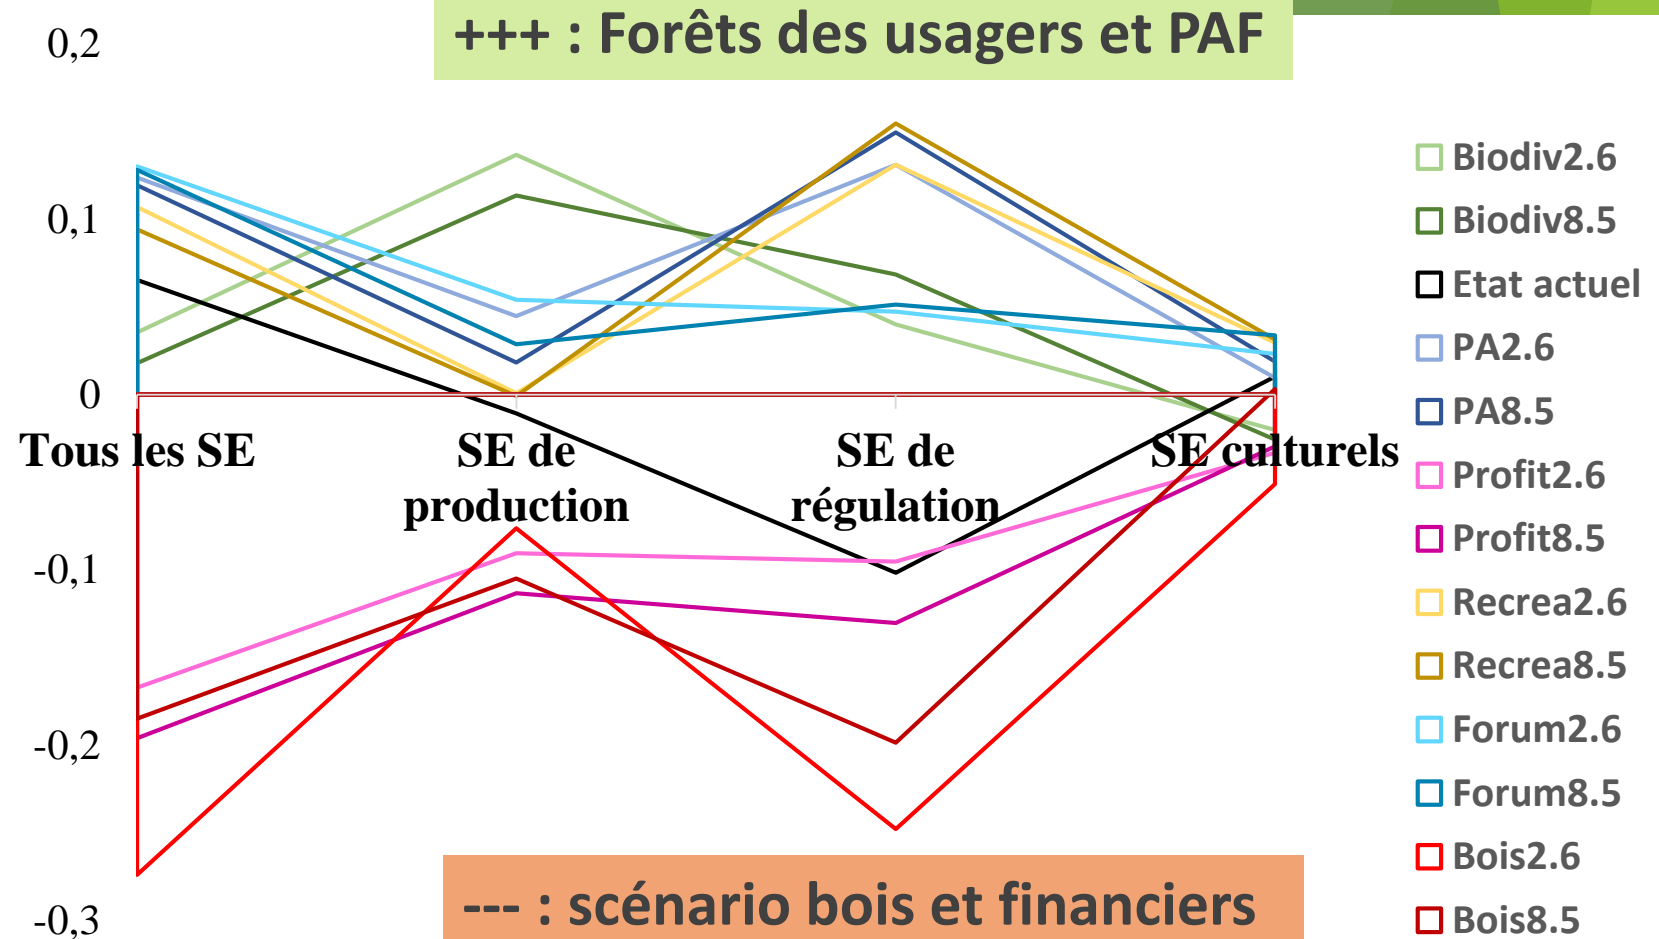 +++ : Forêts des usagers et PAF
0,2
0,1
0
-0,1
-0,2
-0,3
Tous les SE
SE de
production
SE de
régulation
SE culturels
Biodiv2.6
Biodiv8.5
Etat actuel
PA2.6
PA8.5
Profit2.6
Profit8.5
Recrea2.6
Recrea8.5
Forum2.6
Forum8.5
Bois2.6
Bois8.5
--- : scénario bois et financiers